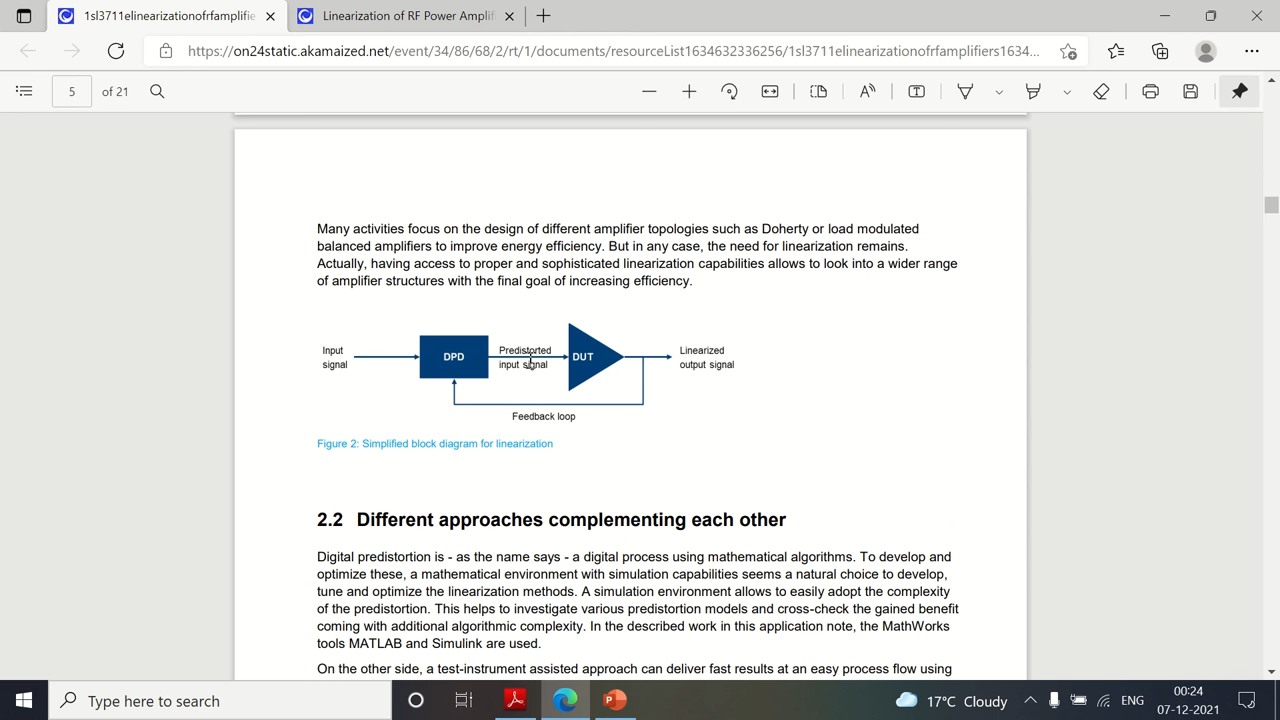 1sl3711elinearizationofrfamplifie
Linearization of RF Power Amplif
https://on24static.akamaized.net/event/34/86/68/2/rt/1/documents/resourceList1634632336256/1sl3711elinearizationofrfamplifiers1634...
5 of 21
Many activities focus on the design of different amplifier topologies such as Doherty or load modulated
balanced amplifiers to improve energy efficiency. But in any case, the need for linearization remains.
Actually, having access to proper and sophisticated linearization capabilities allows to look into a wider range
of amplifier structures with the final goal of increasing efficiency.
Input
signal
DPD
Predistorted
input signal
DUT
Linearized
output signal
Feedback loop
Figure 2: Simplified block diagram for linearization
2.2 Different approaches complementing each other
Digital predistortion is - as the name says - a digital process using mathematical algorithms. To develop and
optimize these, a mathematical environment with simulation capabilities seems a natural choice to develop,
tune and optimize the linearization methods. A simulation environment allows to easily adopt the complexity
of the predistortion. This helps to investigate various predistortion models and cross-check the gained benefit
coming with additional algorithmic complexity. In the described work in this application note, the MathWorks
tools MATLAB and Simulink are used.
On the other side, a test-instrument assisted approach can deliver fast results at an easy process flow using
Type here to search
17°C Cloudy
ENG
00:24
07-12-2021